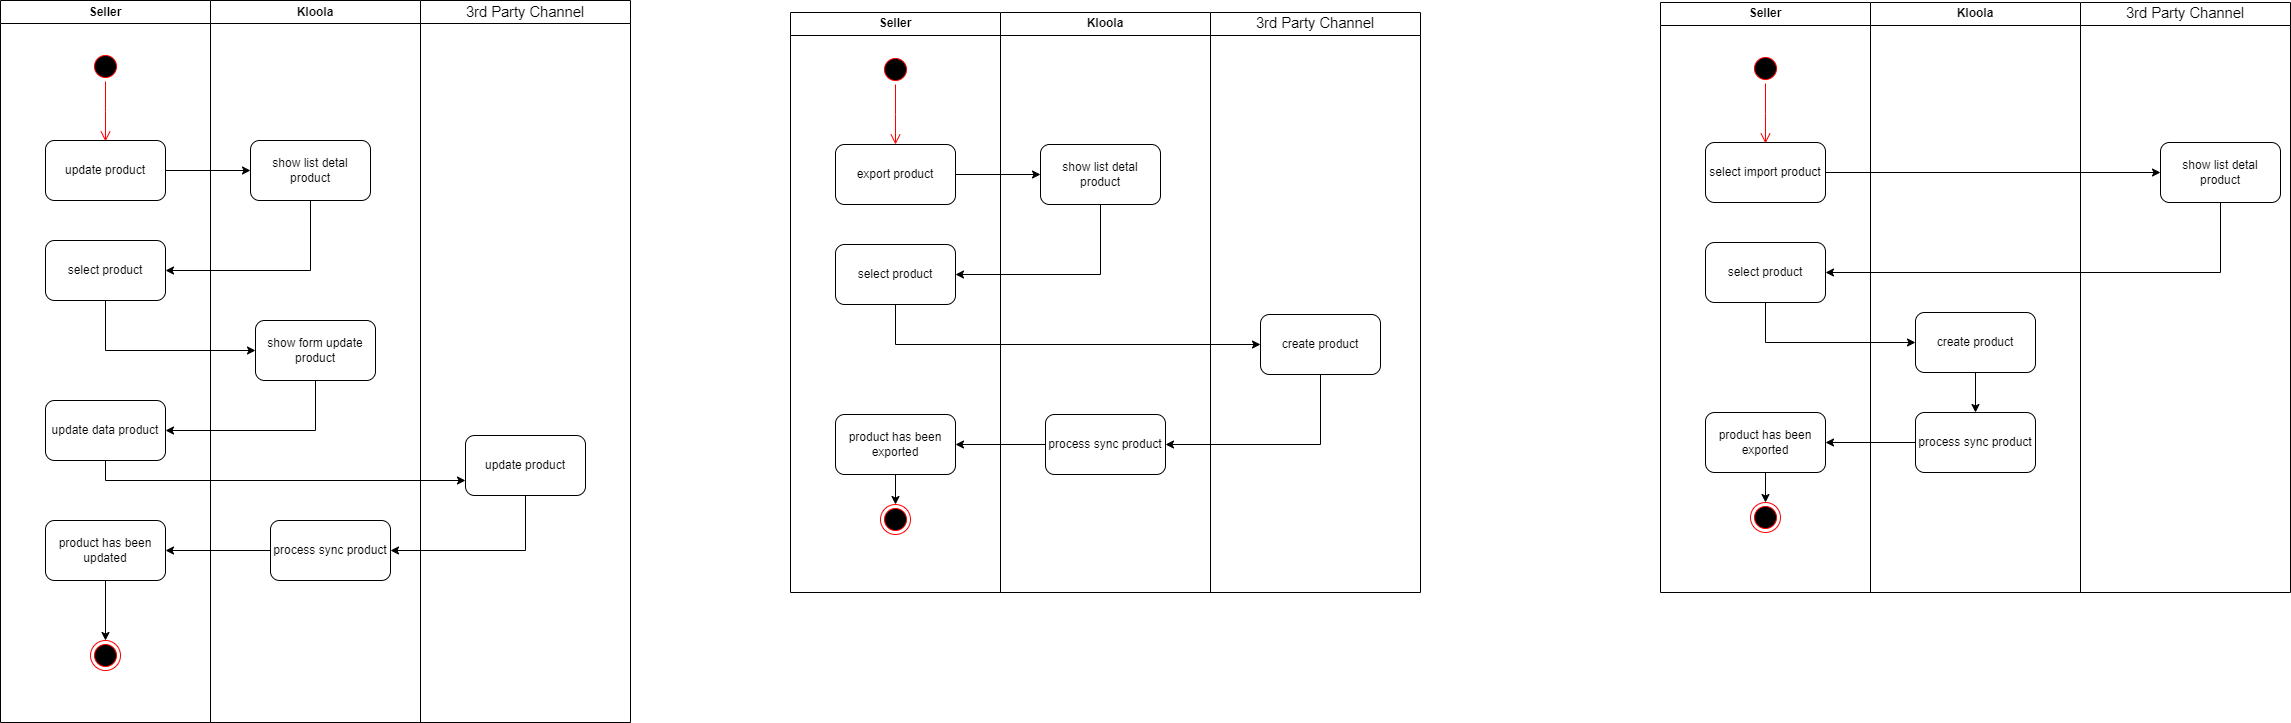 Seller
Kloola
3rd Party Channel
update product
show list detal
product
select product
show form update
product
update data product
update product
product has been
updated
process sync product
Seller
Kloola
3rd Party Channel
export product
show list detal
product
select product
create product
product has been
exported
process sync product
Seller
Kloola
3rd Party Channel
select import product
show list detal
product
select product
create product
product has been
exported
process sync product